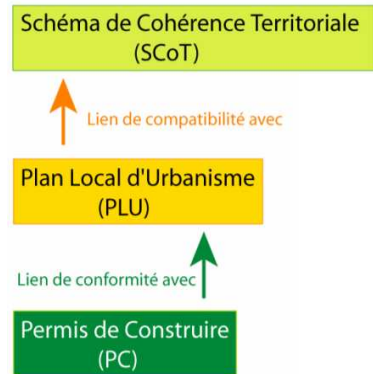 Schéma de Cohérence Territoriale
(SCoT)
Lien de compatibilité avec
Plan Local d'Urbanisme
(PLU)
Lien de conformité avec
Permis de Construire
(PC)